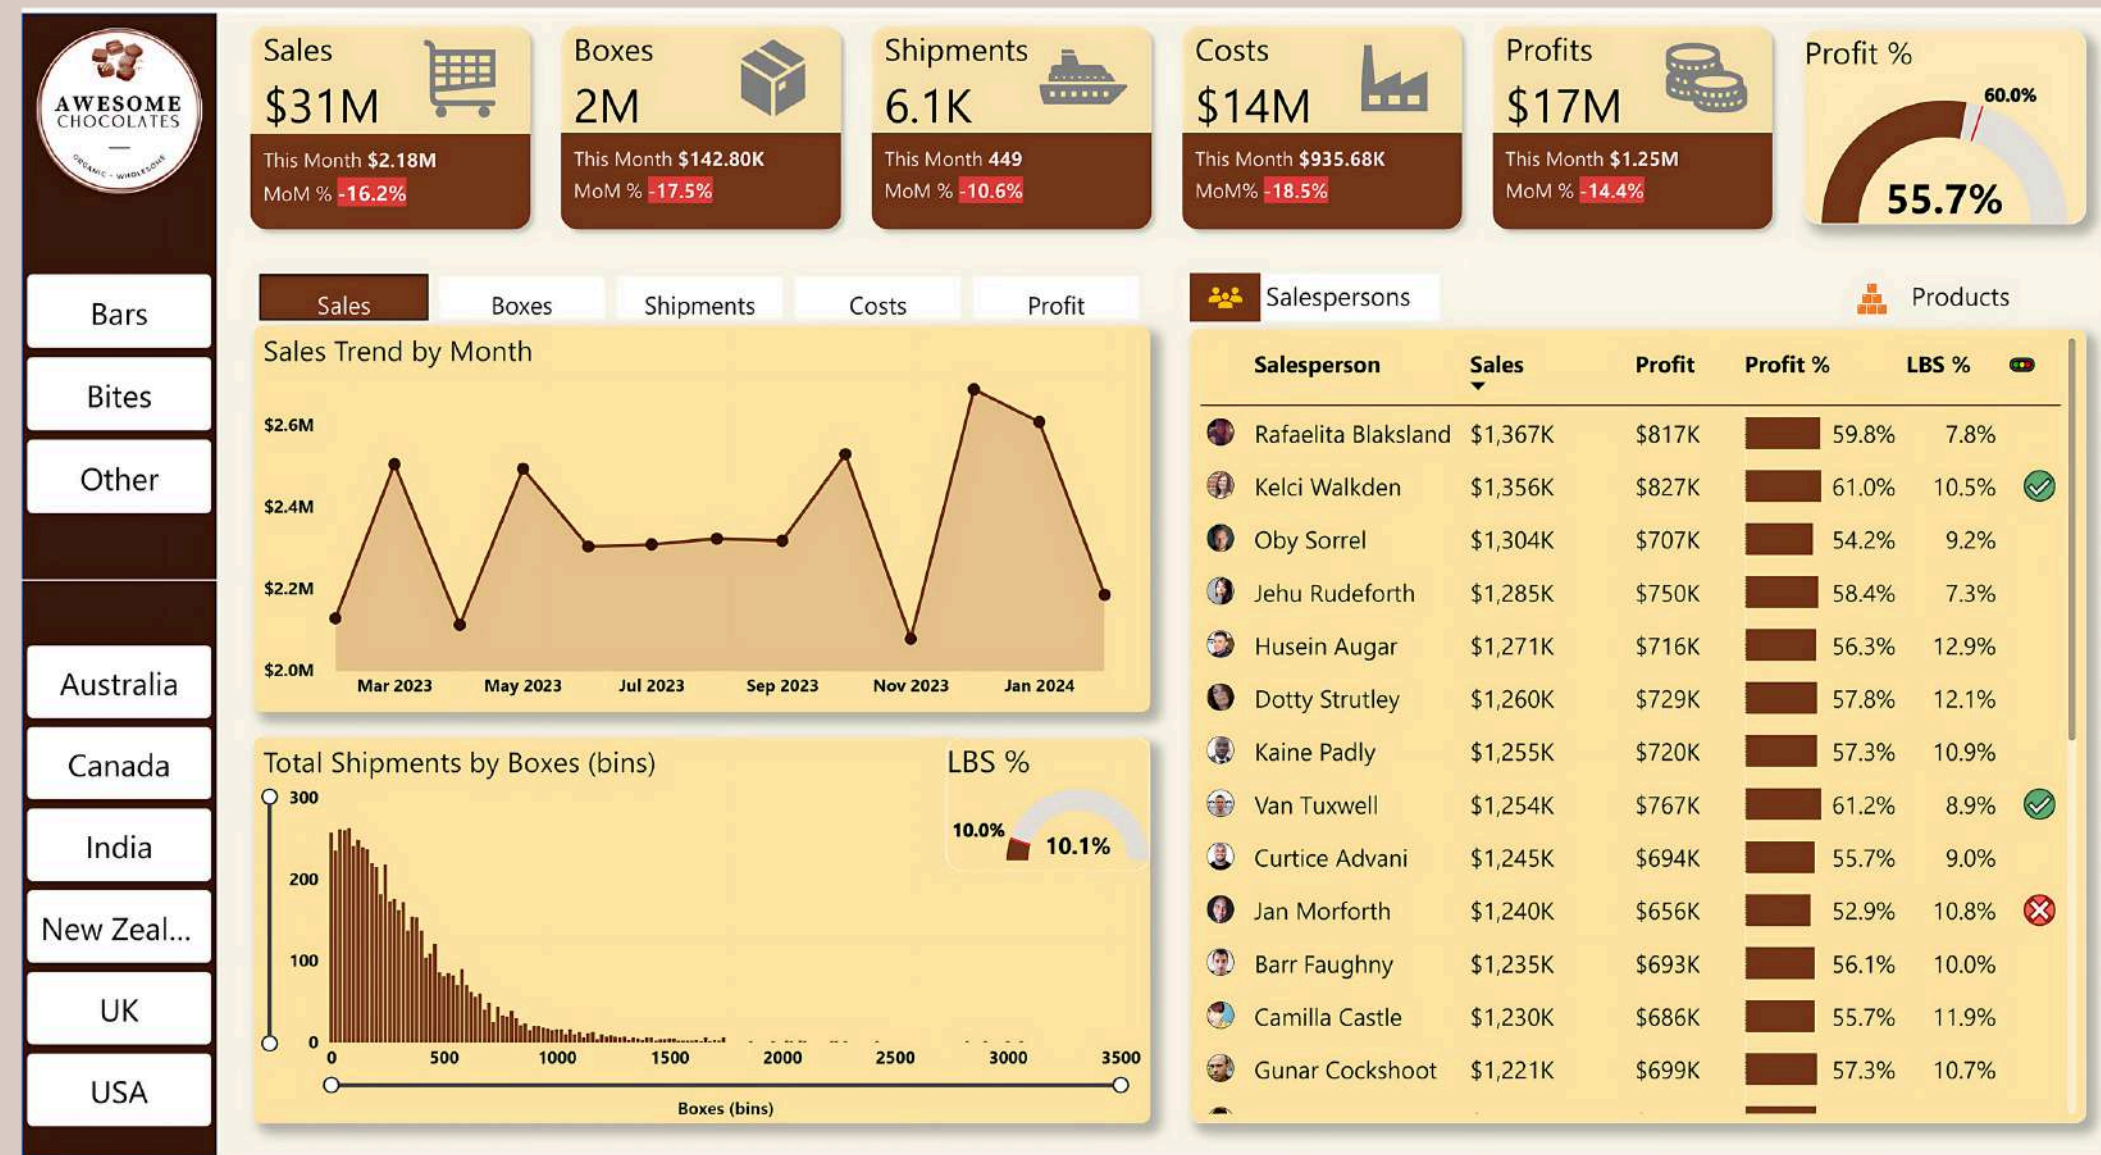 AWESOME
CHOCOLATES
ORGANIC - WHOLESOME
Bars
Bites
Other
Australia
Canada
India
New Zeal...
UK
USA
Sales
$31M
This Month $2.18M
MoM % -16.2%
Boxes
2M
This Month $142.80K
MoM % -17.5%
Shipments
6.1K
This Month 449
MoM % -10.6%
Costs
$14M
This Month $935.68K
MoM% -18.5%
Profits
$17M
This Month $1.25M
MoM % -14.4%
Profit %
60.0%
55.7%
Sales Boxes Shipments Costs Profit
Sales Trend by Month
$2.6M
$2.4M
$2.2M
$2.0M
Mar 2023 May 2023 Jul 2023 Sep 2023 Nov 2023 Jan 2024
Total Shipments by Boxes (bins)
300
200
100
0
0 500 1000 1500 2000 2500 3000 3500
Boxes (bins)
LBS %
10.0%
10.1%
Salespersons Products
Salesperson Sales Profit Profit % LBS %
Rafaelita Blaksland $1,367K $817K 59.8% 7.8%
Kelci Walkden $1,356K $827K 61.0% 10.5%
Oby Sorrel $1,304K $707K 54.2% 9.2%
Jehu Rudeforth $1,285K $750K 58.4% 7.3%
Husein Augar $1,271K $716K 56.3% 12.9%
Dotty Strutley $1,260K $729K 57.8% 12.1%
Kaine Padly $1,255K $720K 57.3% 10.9%
Van Tuxwell $1,254K $767K 61.2% 8.9%
Curtice Advani $1,245K $694K 55.7% 9.0%
Jan Morforth $1,240K $656K 52.9% 10.8%
Barr Faughny $1,235K $693K 56.1% 10.0%
Camilla Castle $1,230K $686K 55.7% 11.9%
Gunar Cockshoot $1,221K $699K 57.3% 10.7%